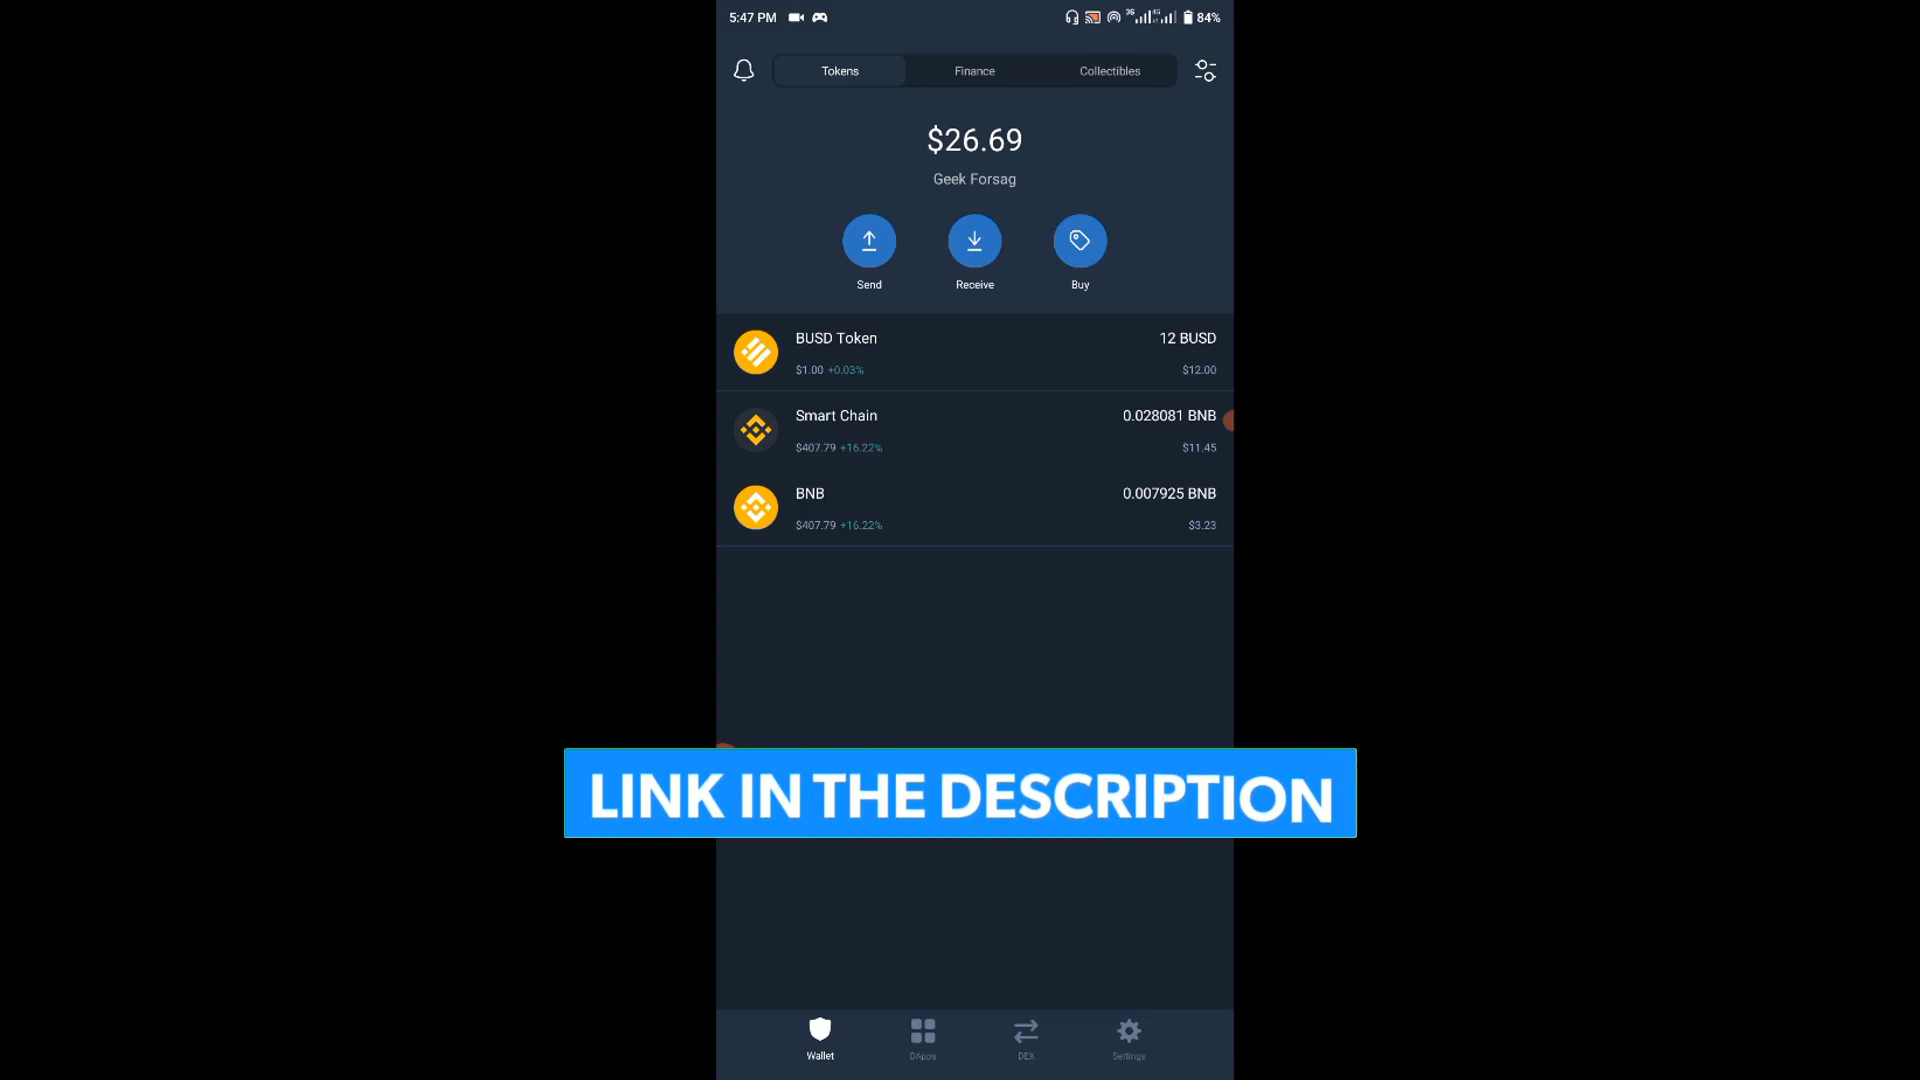 5:47 PM 3G 4G 84%
Tokens Finance Collectibles
$26.69
Geek Forsag
Send Receive Buy
BUSD Token 12 BUSD
$1.00 +0.03% $12.00
Smart Chain 0.028081 BNB
$407.79 +16.22% $11.45
BNB 0.007925 BNB
$407.79 +16.22% $3.23
LINK IN THE DESCRIPTION
Wallet DApps DEX Settings